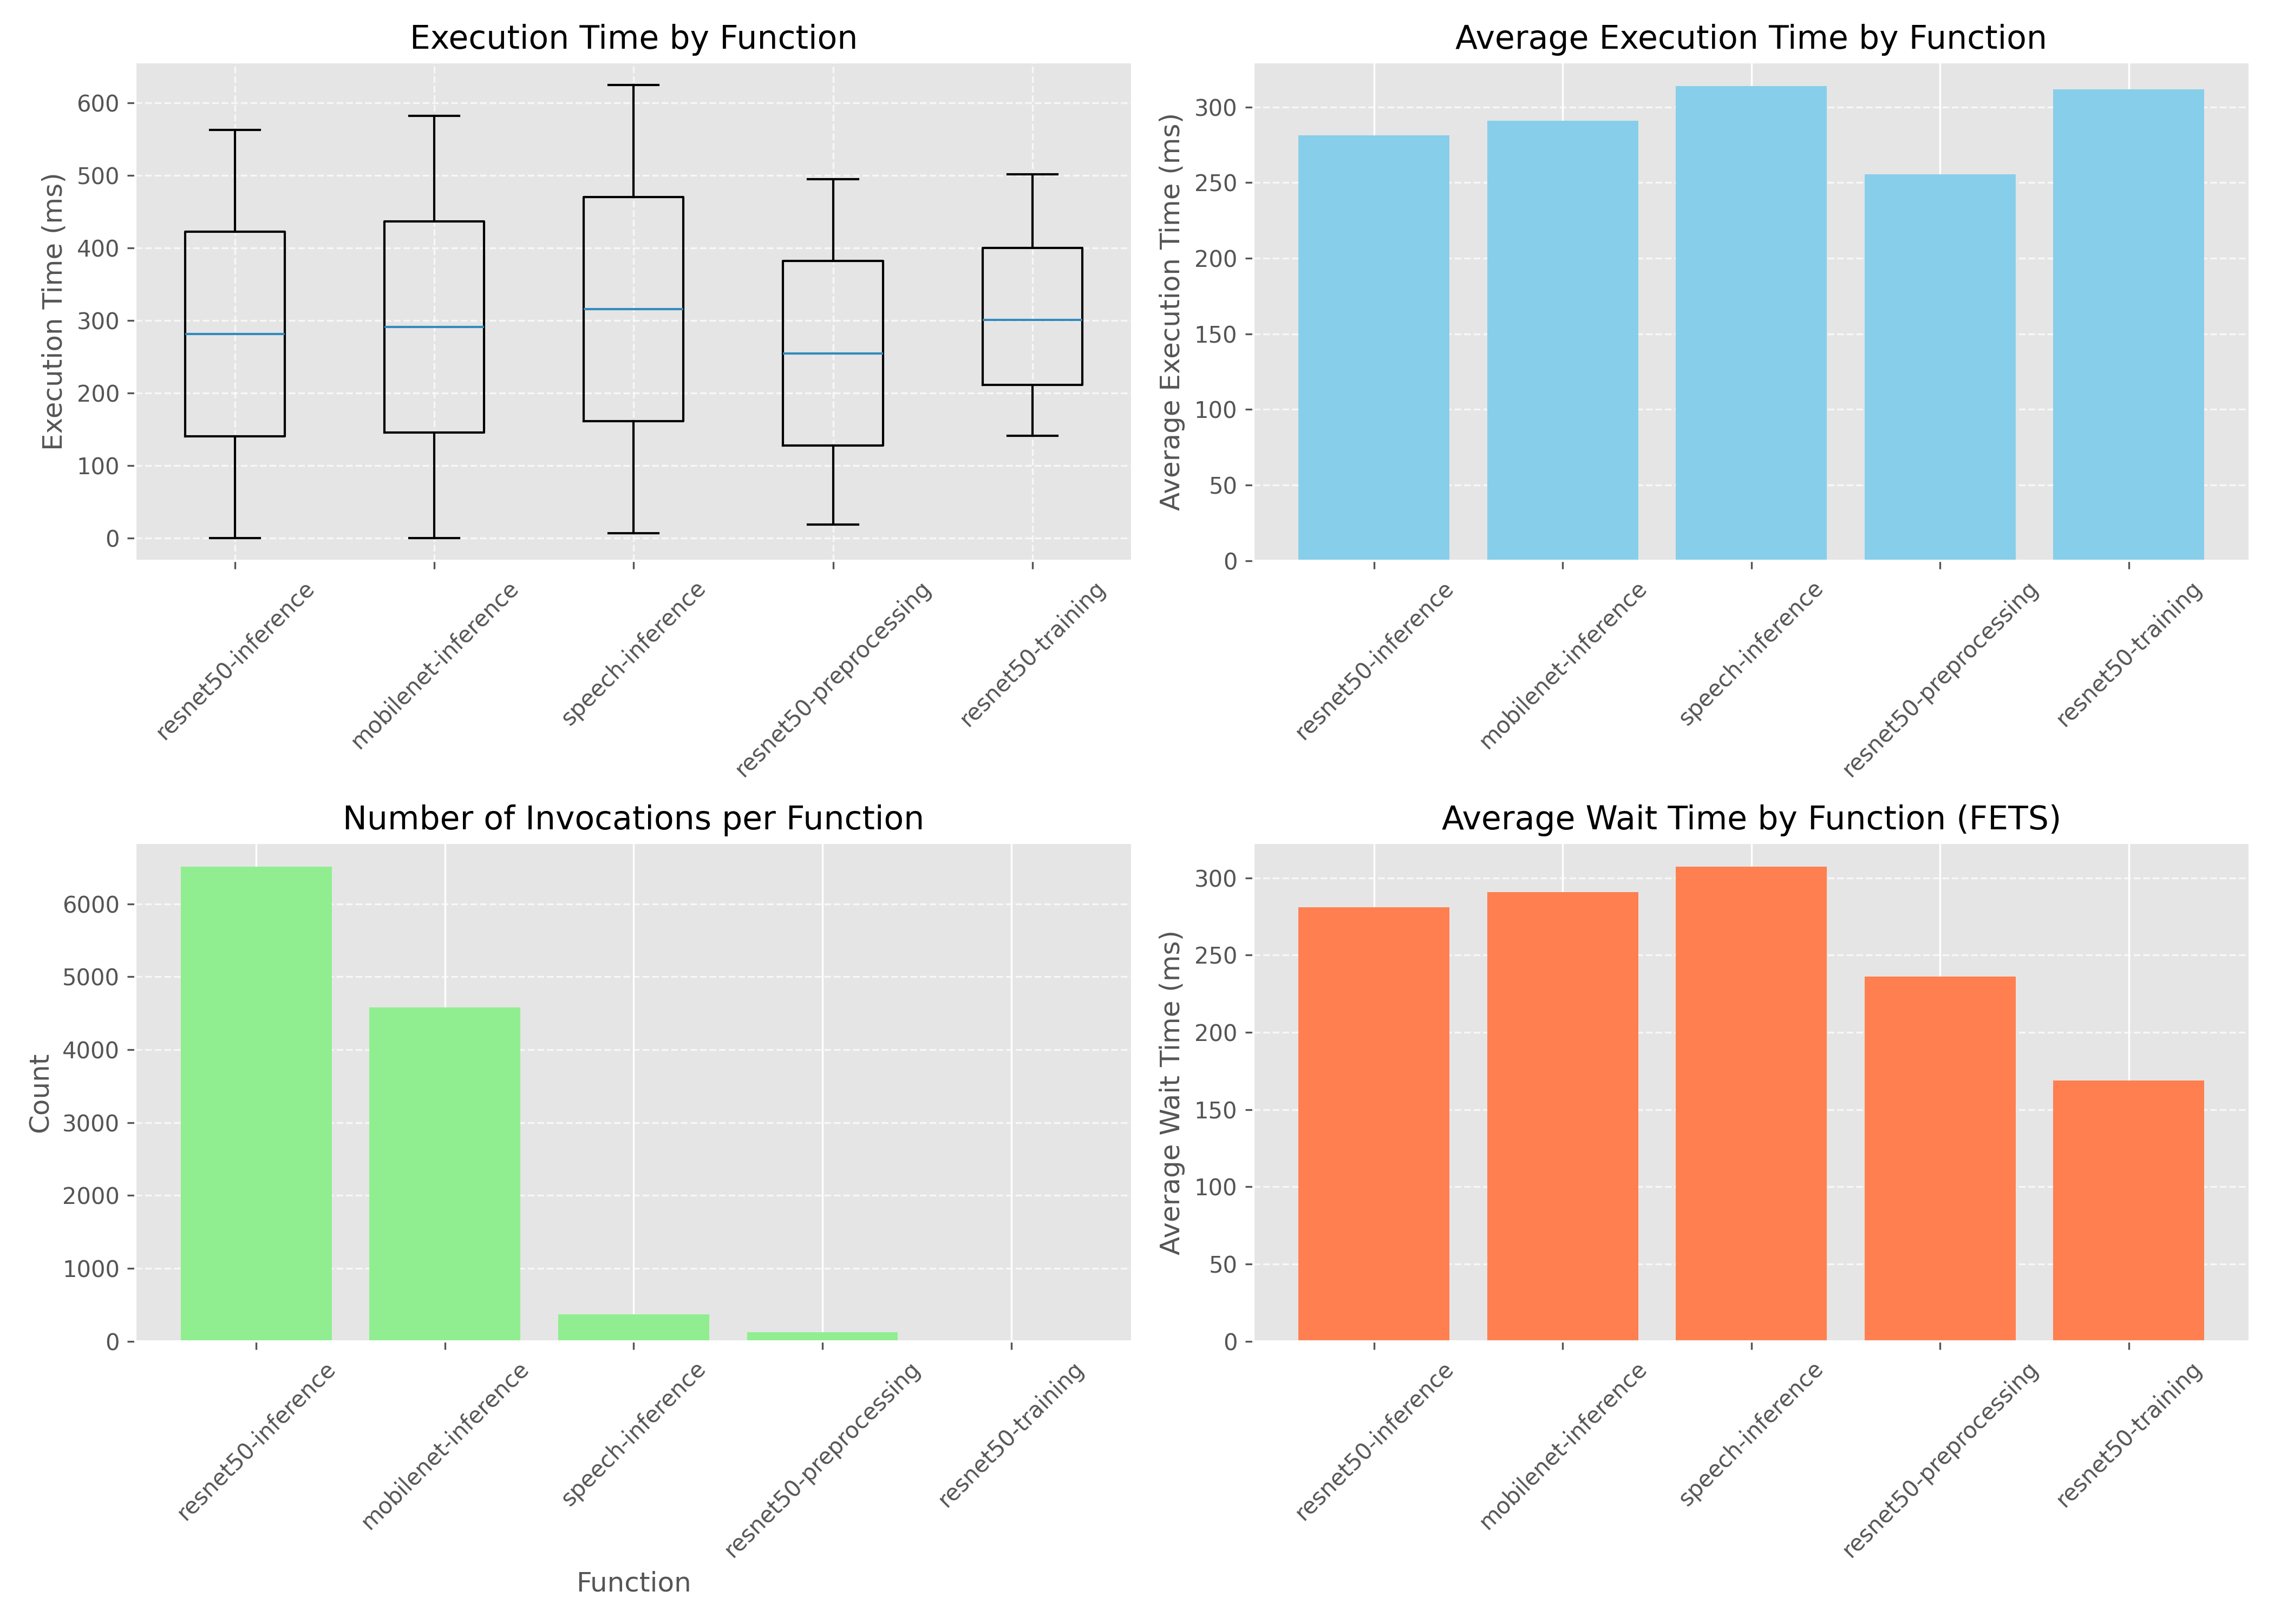 Execution Time by Function
Execution Time (ms)
600
500
400
300
200
100
0
resnet50-inference
mobilenet-inference
speech-inference
resnet50-preprocessing
resnet50-training
Average Execution Time by Function
Average Execution Time (ms)
300
250
200
150
100
50
0
resnet50-inference
mobilenet-inference
speech-inference
resnet50-preprocessing
resnet50-training
Number of Invocations per Function
Count
6000
5000
4000
3000
2000
1000
0
resnet50-inference
mobilenet-inference
speech-inference
resnet50-preprocessing
resnet50-training
Function
Average Wait Time by Function (FETS)
Average Wait Time (ms)
300
250
200
150
100
50
0
resnet50-inference
mobilenet-inference
speech-inference
resnet50-preprocessing
resnet50-training